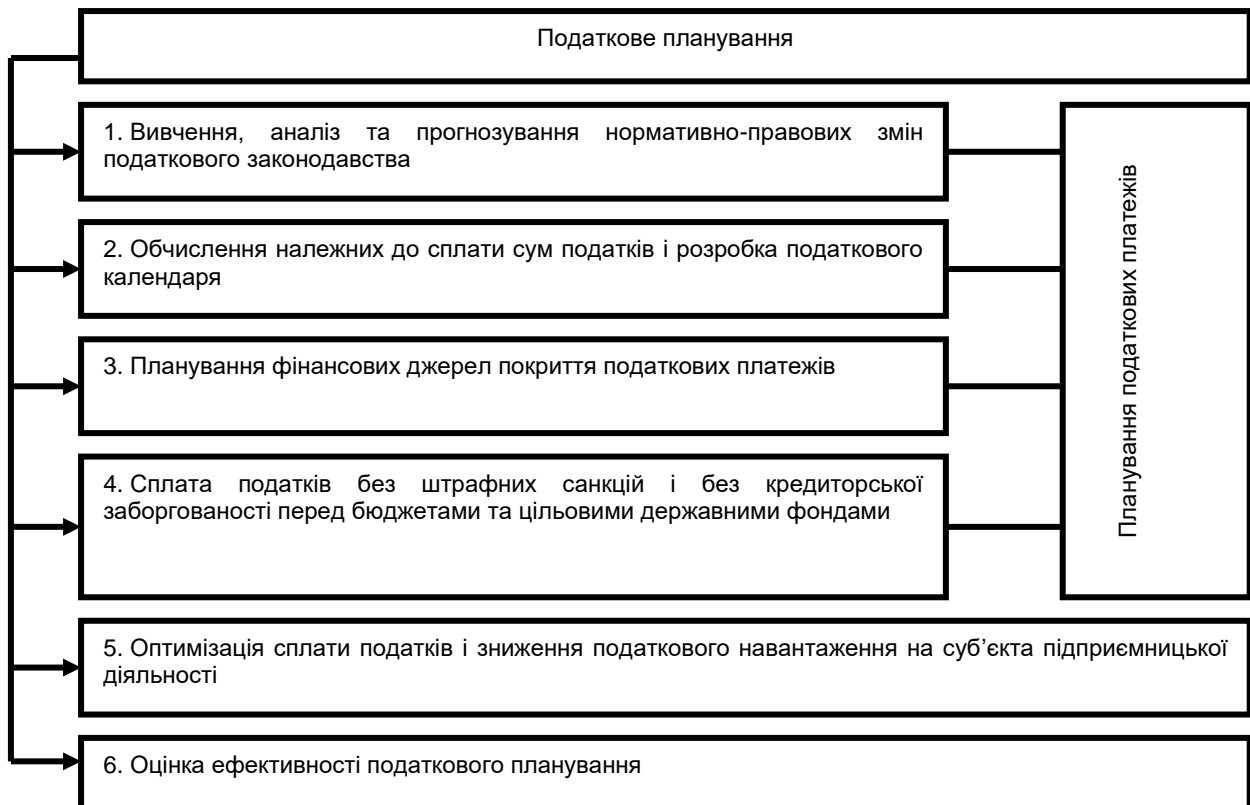 Податкове планування
1. Вивчення, аналіз та прогнозування нормативно-правових змін
податкового законодавства
2. Обчислення належних до сплати сум податків і розробка податкового
календаря
3. Планування фінансових джерел покриття податкових платежів
4. Сплата податків без штрафних санкцій і без кредиторської
заборгованості перед бюджетами та цільовими державними фондами
Планування податкових платежів
5. Оптимізація сплати податків і зниження податкового навантаження на суб’єкта підприємницької
діяльності
6. Оцінка ефективності податкового планування